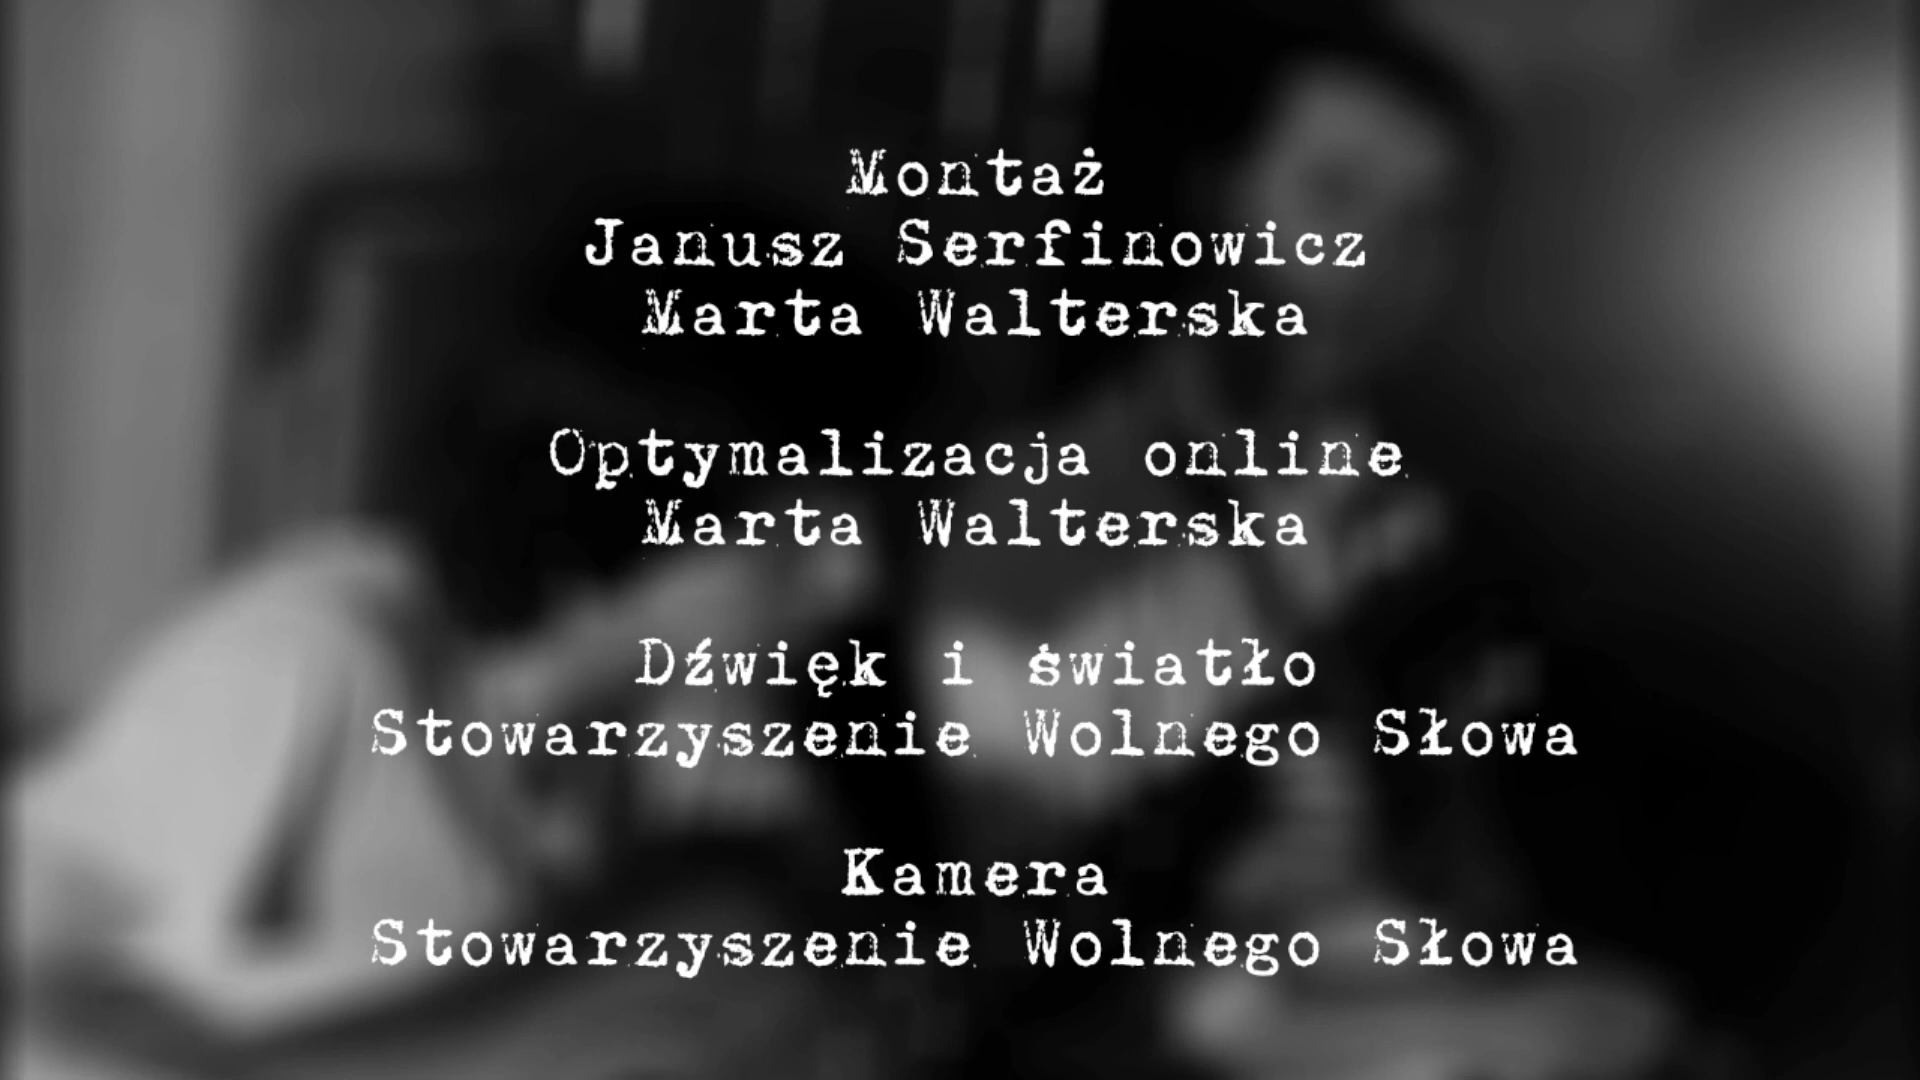 Montaż
Janusz Serfinowicz
Marta Walterska
Optymalizacja online
Marta Walterska
Dźwięk i światło
Stowarzyszenie Wolnego Słowa
Kamera
Stowarzyszenie Wolnego Słowa